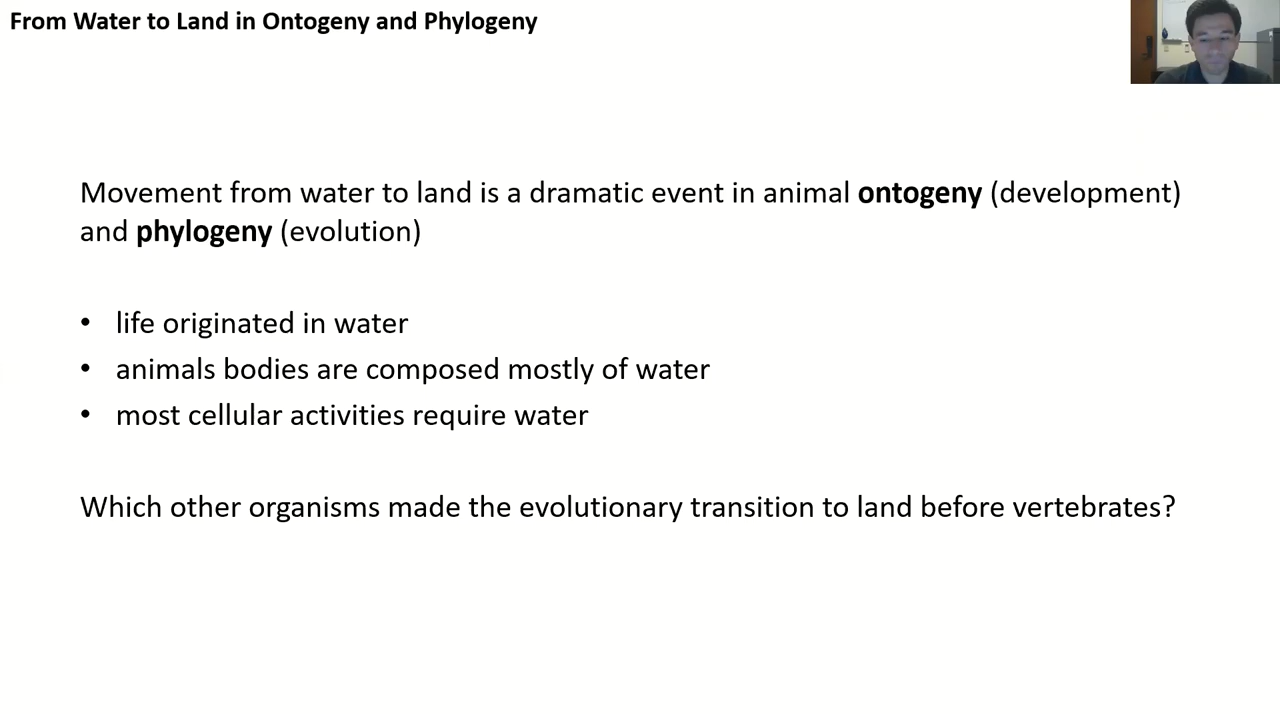 From Water to Land in Ontogeny and Phylogeny
Movement from water to land is a dramatic event in animal ontogeny (development)
and phylogeny (evolution)
• life originated in water
• animals bodies are composed mostly of water
• most cellular activities require water
Which other organisms made the evolutionary transition to land before vertebrates?